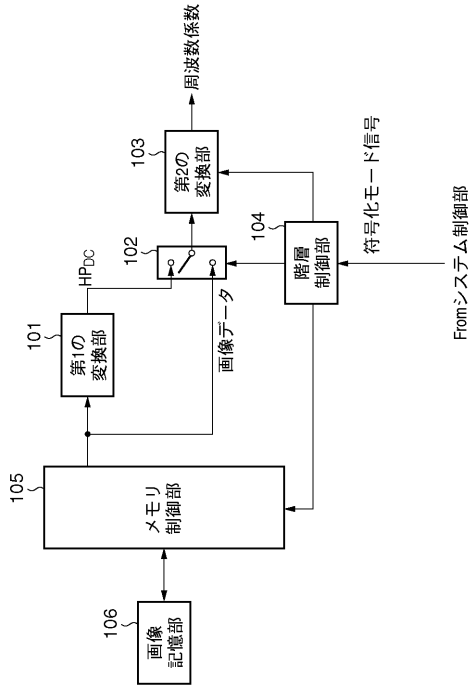 106
画像
記憶部
105
メモリ
制御部
101
第1の
変換部
HPDC
画像データ
102
103
第2の
変換部
周波数係数
104
階層
制御部
符号化モード信号
Fromシステム制御部